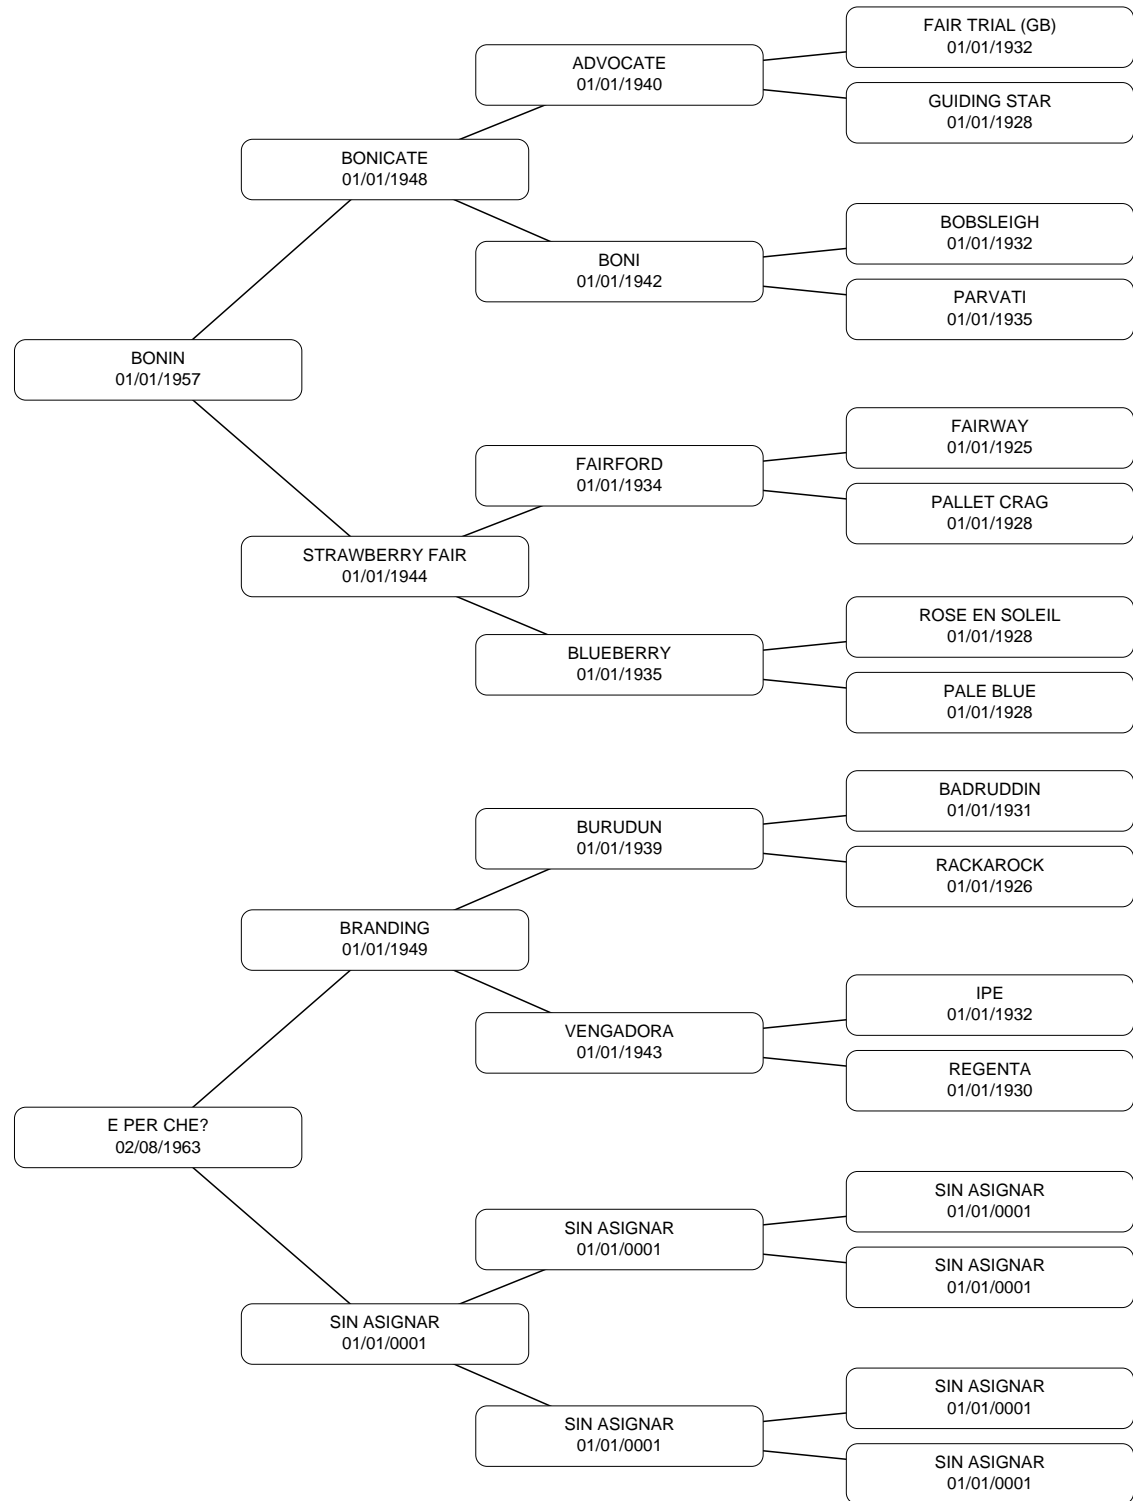 FAIR TRIAL (GB)
01/01/1932
ADVOCATE
01/01/1940
GUIDING STAR
01/01/1928
BONICATE
01/01/1948
BOBSLEIGH
01/01/1932
BONI
01/01/1942
PARVATI
01/01/1935
BONIN
01/01/1957
FAIRWAY
01/01/1925
FAIRFORD
01/01/1934
PALLET CRAG
01/01/1928
STRAWBERRY FAIR
01/01/1944
ROSE EN SOLEIL
01/01/1928
BLUEBERRY
01/01/1935
PALE BLUE
01/01/1928
BADRUDDIN
01/01/1931
BURUDUN
01/01/1939
RACKAROCK
01/01/1926
BRANDING
01/01/1949
IPE
01/01/1932
VENGADORA
01/01/1943
REGENTA
01/01/1930
E PER CHE?
02/08/1963
SIN ASIGNAR
01/01/0001
SIN ASIGNAR
01/01/0001
SIN ASIGNAR
01/01/0001
SIN ASIGNAR
01/01/0001
SIN ASIGNAR
01/01/0001
SIN ASIGNAR
01/01/0001
SIN ASIGNAR
01/01/0001